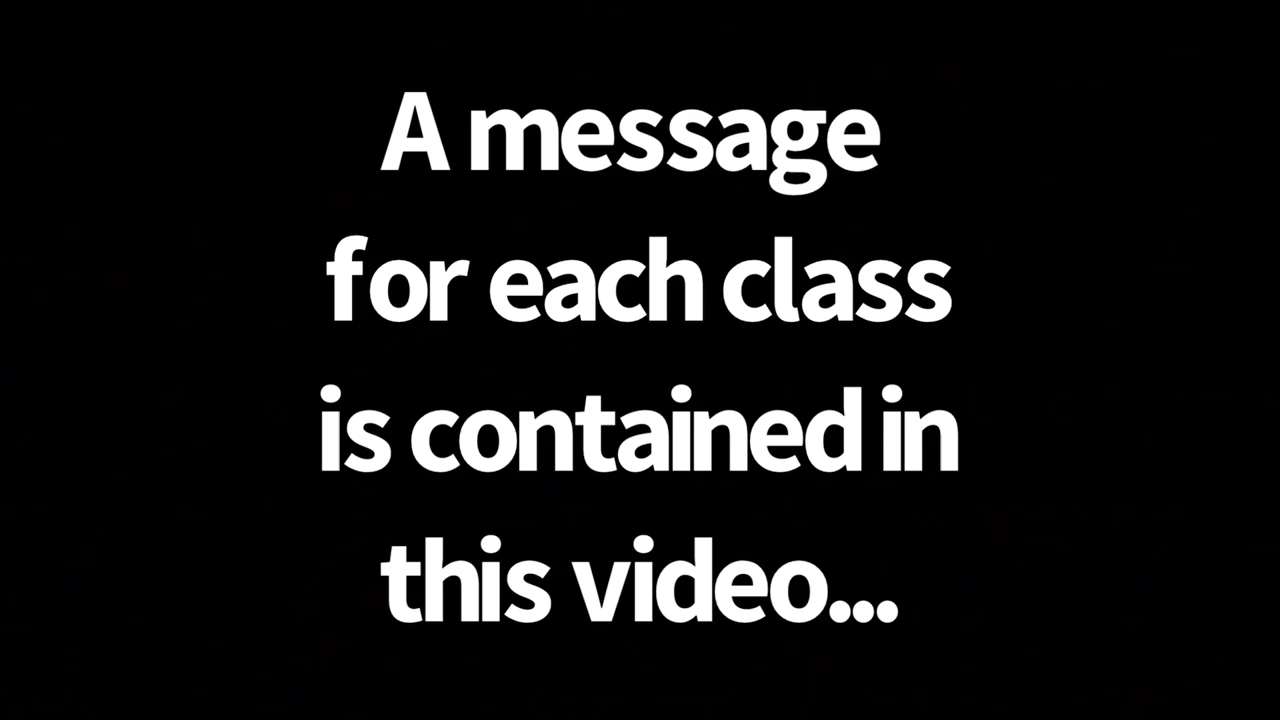 A message
for each class
is contained in
this video...